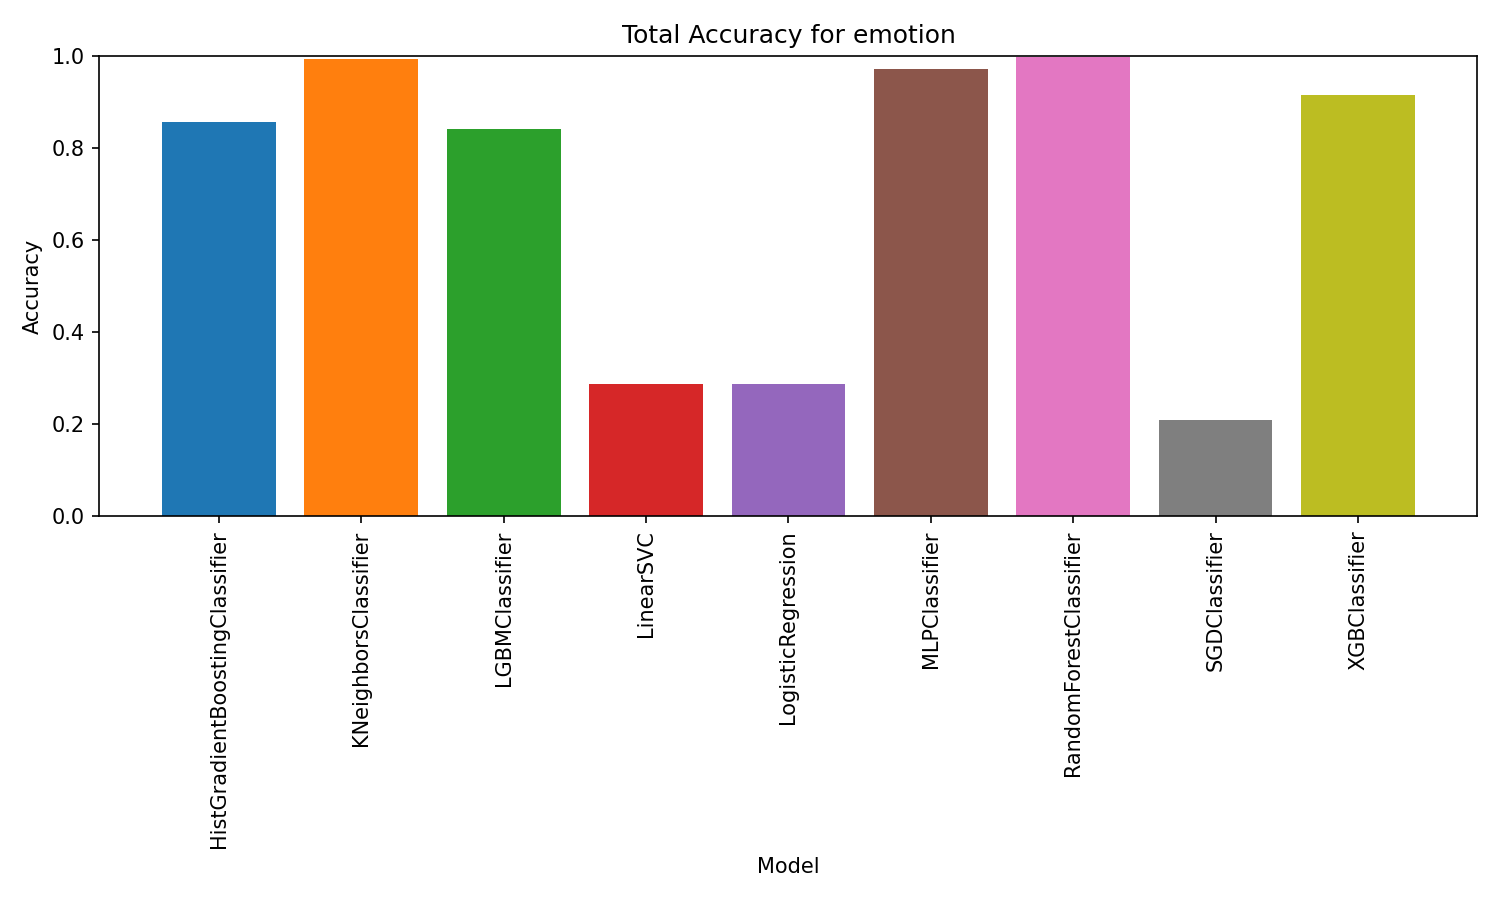 Total Accuracy for emotion
Accuracy
1.0
0.8
0.6
0.4
0.2
0.0
HistGradientBoostingClassifier
KNeighborsClassifier
LGBMClassifier
LinearSVC
LogisticRegression
MLPClassifier
RandomForestClassifier
SGDClassifier
XGBClassifier
Model